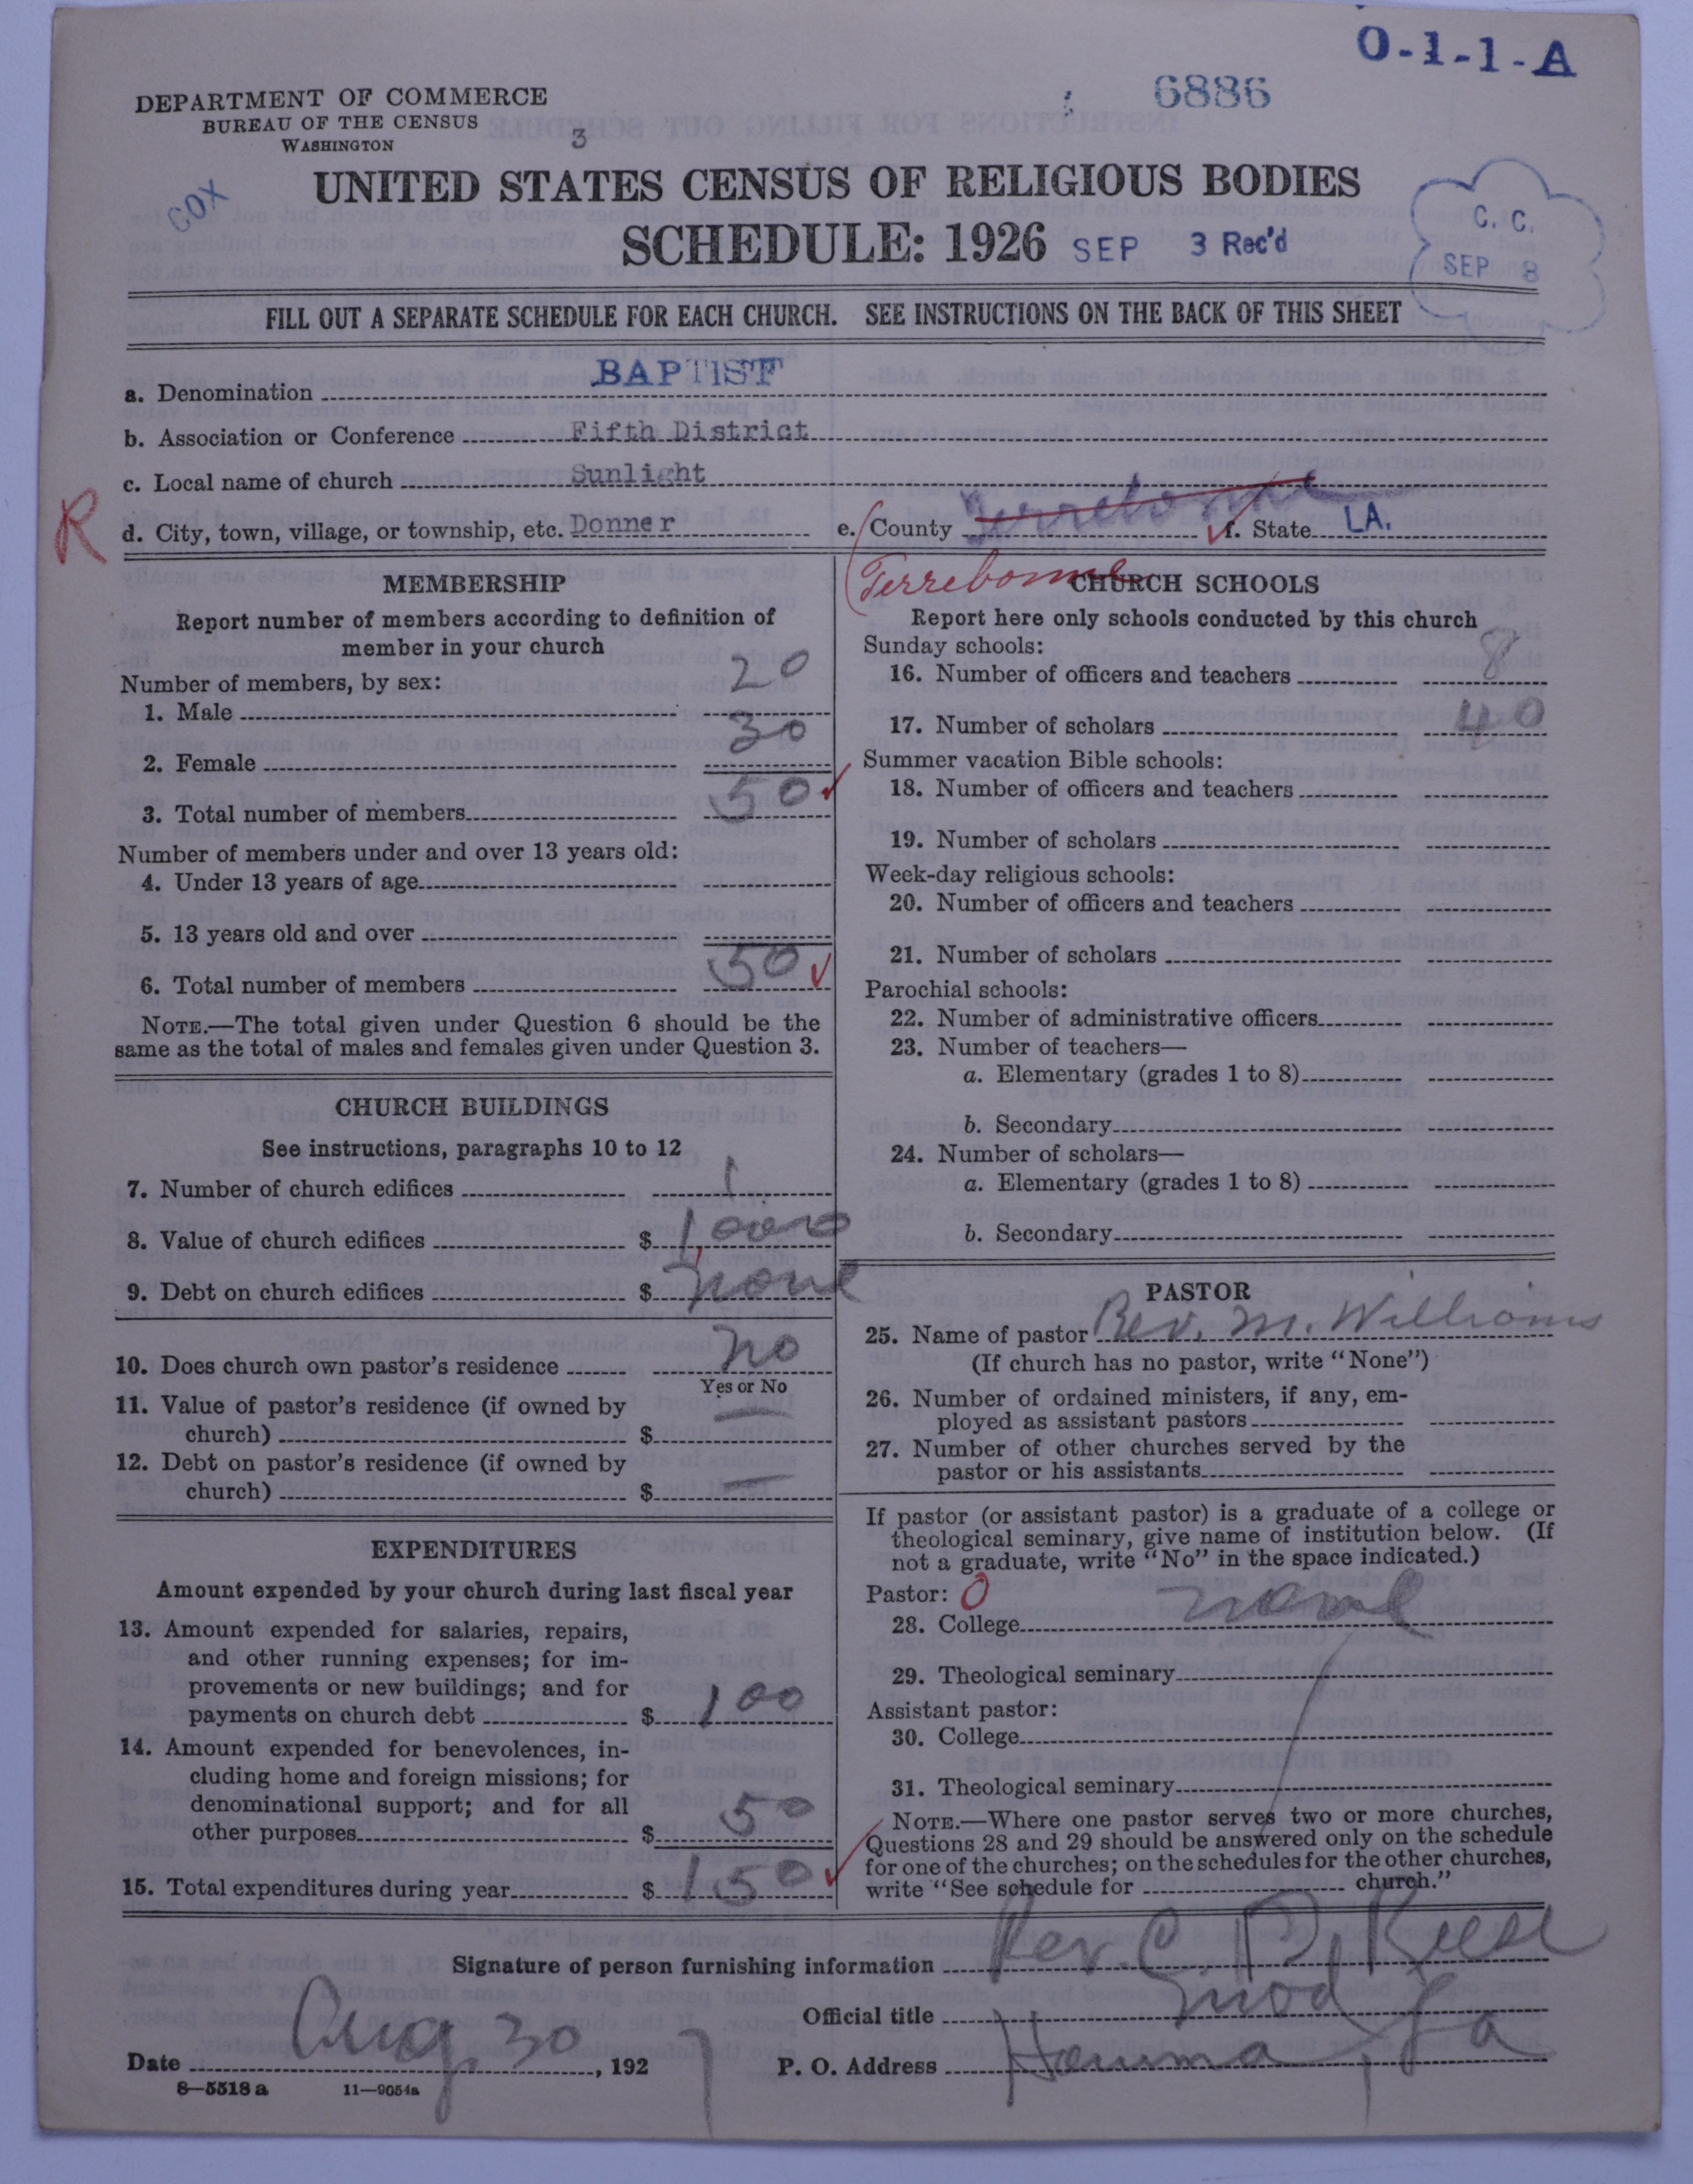 O-1-1-A
6886
DEPARTMENT OF COMMERCE
BUREAU OF THE CENSUS
WASHINGTON
3
COX
UNITED STATES CENSUS OF RELIGIOUS BODIES
SCHEDULE: 1926
SEP 3 Rec'd
C. C.
SEP 8
FILL OUT A SEPARATE SCHEDULE FOR EACH CHURCH. SEE INSTRUCTIONS ON THE BACK OF THIS SHEET
a. Denomination BAPTIST
b. Association or Conference Fifth District
c. Local name of church Sunlight
R
d. City, town, village, or township, etc. Donner e. County Terrebonne f. State LA.
Terrebonne
MEMBERSHIP
Report number of members according to definition of
member in your church
Number of members, by sex:
1. Male 20
2. Female 30
3. Total number of members 50
Number of members under and over 13 years old:
4. Under 13 years of age
5. 13 years old and over
6. Total number of members 50
NOTE.—The total given under Question 6 should be the
same as the total of males and females given under Question 3.
CHURCH BUILDINGS
See instructions, paragraphs 10 to 12
7. Number of church edifices 1
8. Value of church edifices $ 1,000
9. Debt on church edifices $ none
10. Does church own pastor's residence no
Yes or No
11. Value of pastor's residence (if owned by
church) $ —
12. Debt on pastor's residence (if owned by
church) $ —
EXPENDITURES
Amount expended by your church during last fiscal year
13. Amount expended for salaries, repairs,
and other running expenses; for im-
provements or new buildings; and for
payments on church debt $ 100
14. Amount expended for benevolences, in-
cluding home and foreign missions; for
denominational support; and for all
other purposes $ 50
15. Total expenditures during year $ 150
CHURCH SCHOOLS
Report here only schools conducted by this church
Sunday schools:
16. Number of officers and teachers 8
17. Number of scholars 40
Summer vacation Bible schools:
18. Number of officers and teachers
19. Number of scholars
Week-day religious schools:
20. Number of officers and teachers
21. Number of scholars
Parochial schools:
22. Number of administrative officers
23. Number of teachers—
a. Elementary (grades 1 to 8)
b. Secondary
24. Number of scholars—
a. Elementary (grades 1 to 8)
b. Secondary
PASTOR
25. Name of pastor Rev. M. Williams
(If church has no pastor, write "None")
26. Number of ordained ministers, if any, em-
ployed as assistant pastors
27. Number of other churches served by the
pastor or his assistants
If pastor (or assistant pastor) is a graduate of a college or
theological seminary, give name of institution below. (If
not a graduate, write "No" in the space indicated.)
Pastor: 0
28. College none
29. Theological seminary
Assistant pastor:
30. College
31. Theological seminary
NOTE.—Where one pastor serves two or more churches,
Questions 28 and 29 should be answered only on the schedule
for one of the churches; on the schedules for the other churches,
write "See schedule for church."
Signature of person furnishing information Rev. C. D. Reese
Official title Mod
Date Aug. 30, 1927 P. O. Address Houma, La
8-5518 a 11-9054a